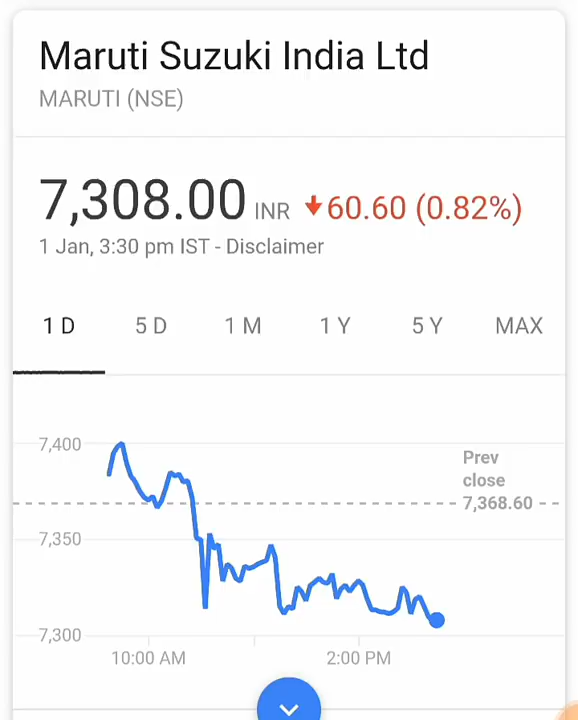 Maruti Suzuki India Ltd
MARUTI (NSE)
7,308.00 INR 60.60 (0.82%)
1 Jan, 3:30 pm IST - Disclaimer
1 D 5 D 1 M 1 Y 5 Y MAX
7,400
Prev
close
7,368.60
7,350
7,300
10:00 AM 2:00 PM